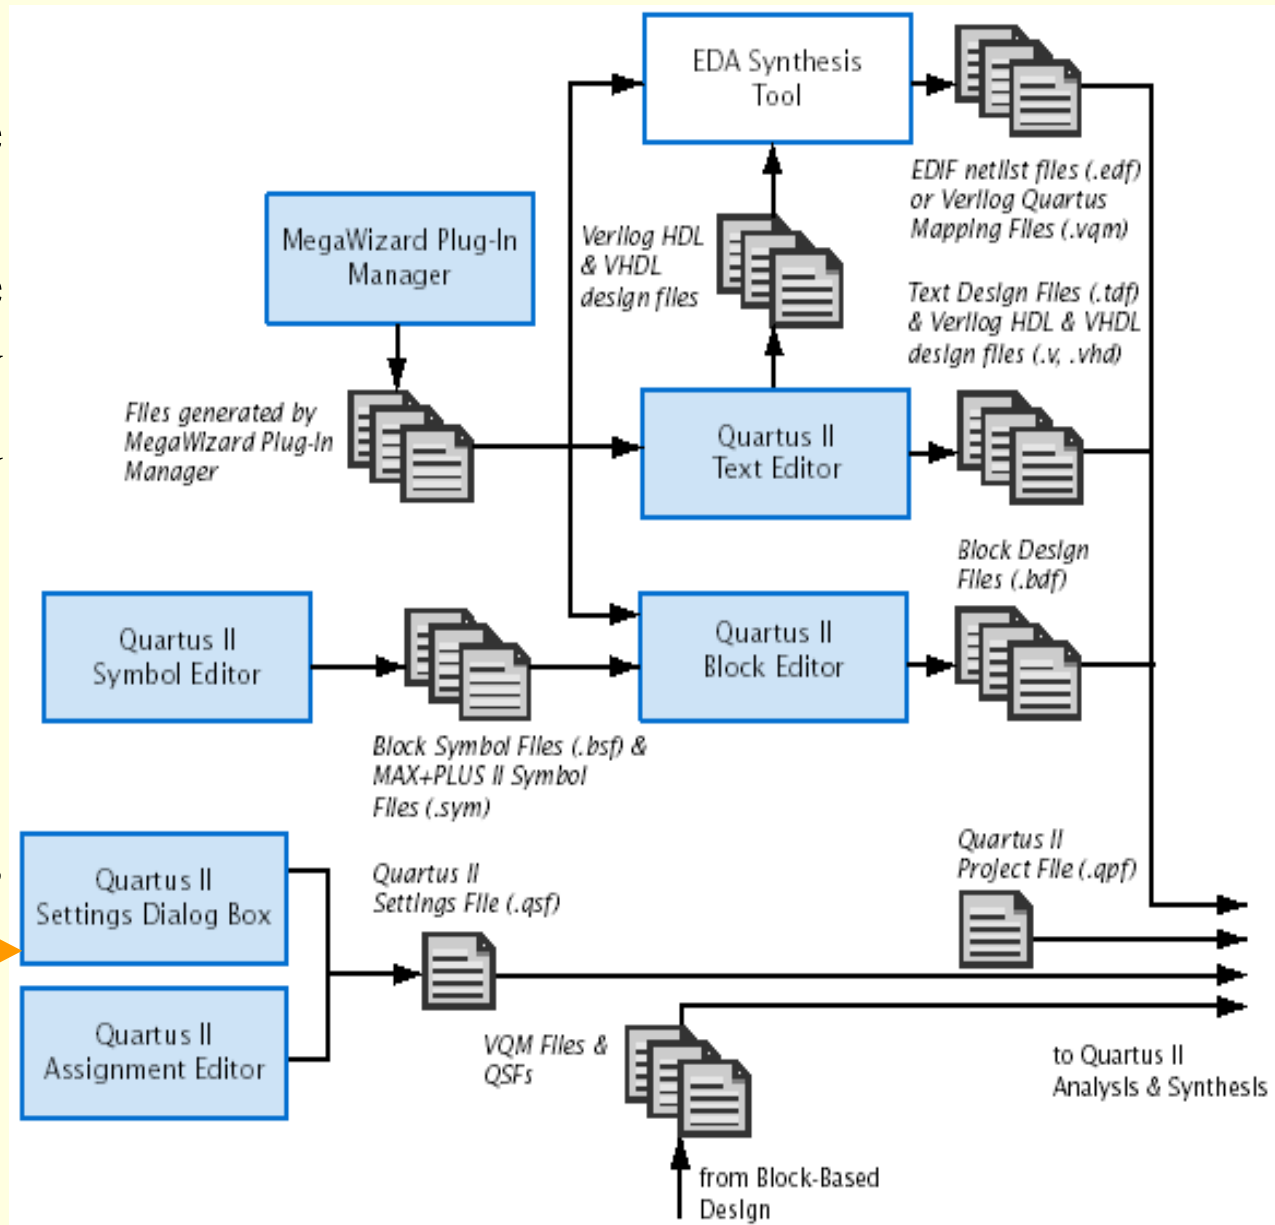 EDA Synthesis
Tool
EDIF netlist files (.edf)
or Verilog Quartus
Mapping Files (.vqm)
MegaWizard Plug-In
Manager
Verilog HDL
& VHDL
design files
Text Design Files (.tdf)
& Verilog HDL & VHDL
design files (.v, .vhd)
Files generated by
MegaWizard Plug-In
Manager
Quartus II
Text Editor
Block Design
Files (.bdf)
Quartus II
Symbol Editor
Quartus II
Block Editor
Block Symbol Files (.bsf) &
MAX+PLUS II Symbol
Files (.sym)
Quartus II
Project File (.qpf)
Quartus II
Settings Dialog Box
Quartus II
Settings File (.qsf)
Quartus II
Assignment Editor
VQM Files &
QSFs
to Quartus II
Analysis & Synthesis
from Block-Based
Design